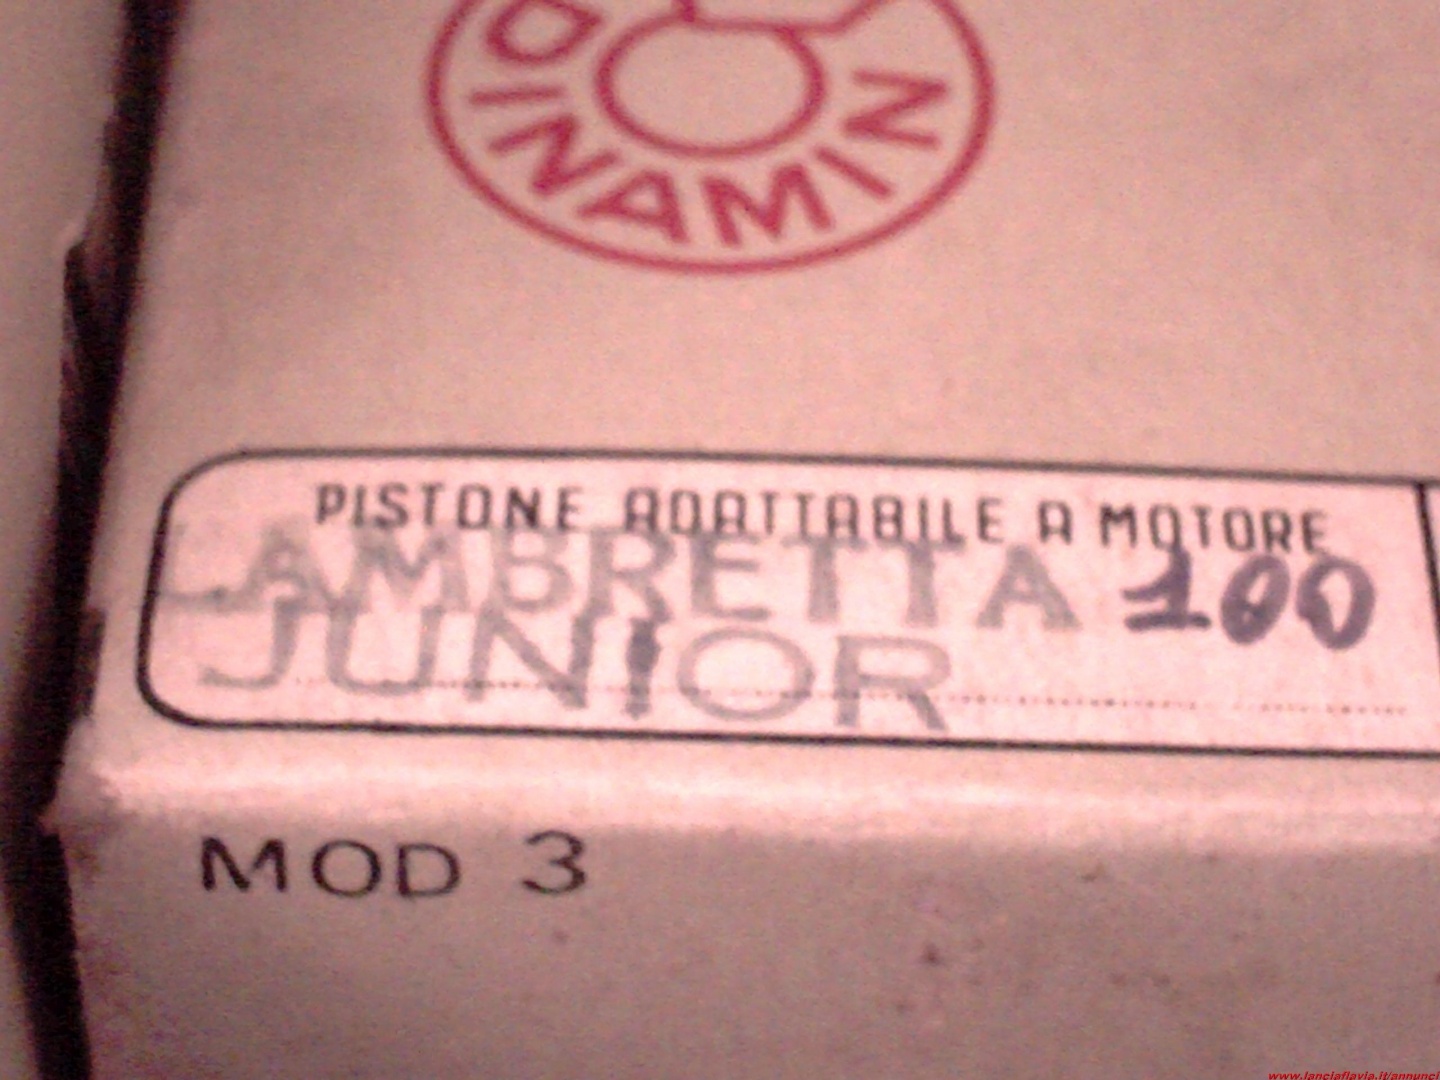 DINAMIN
PISTONE ADATTABILE A MOTORE
LAMBRETTA 100
JUNIOR
MOD 3
www.lanciaflavia.it/annunci